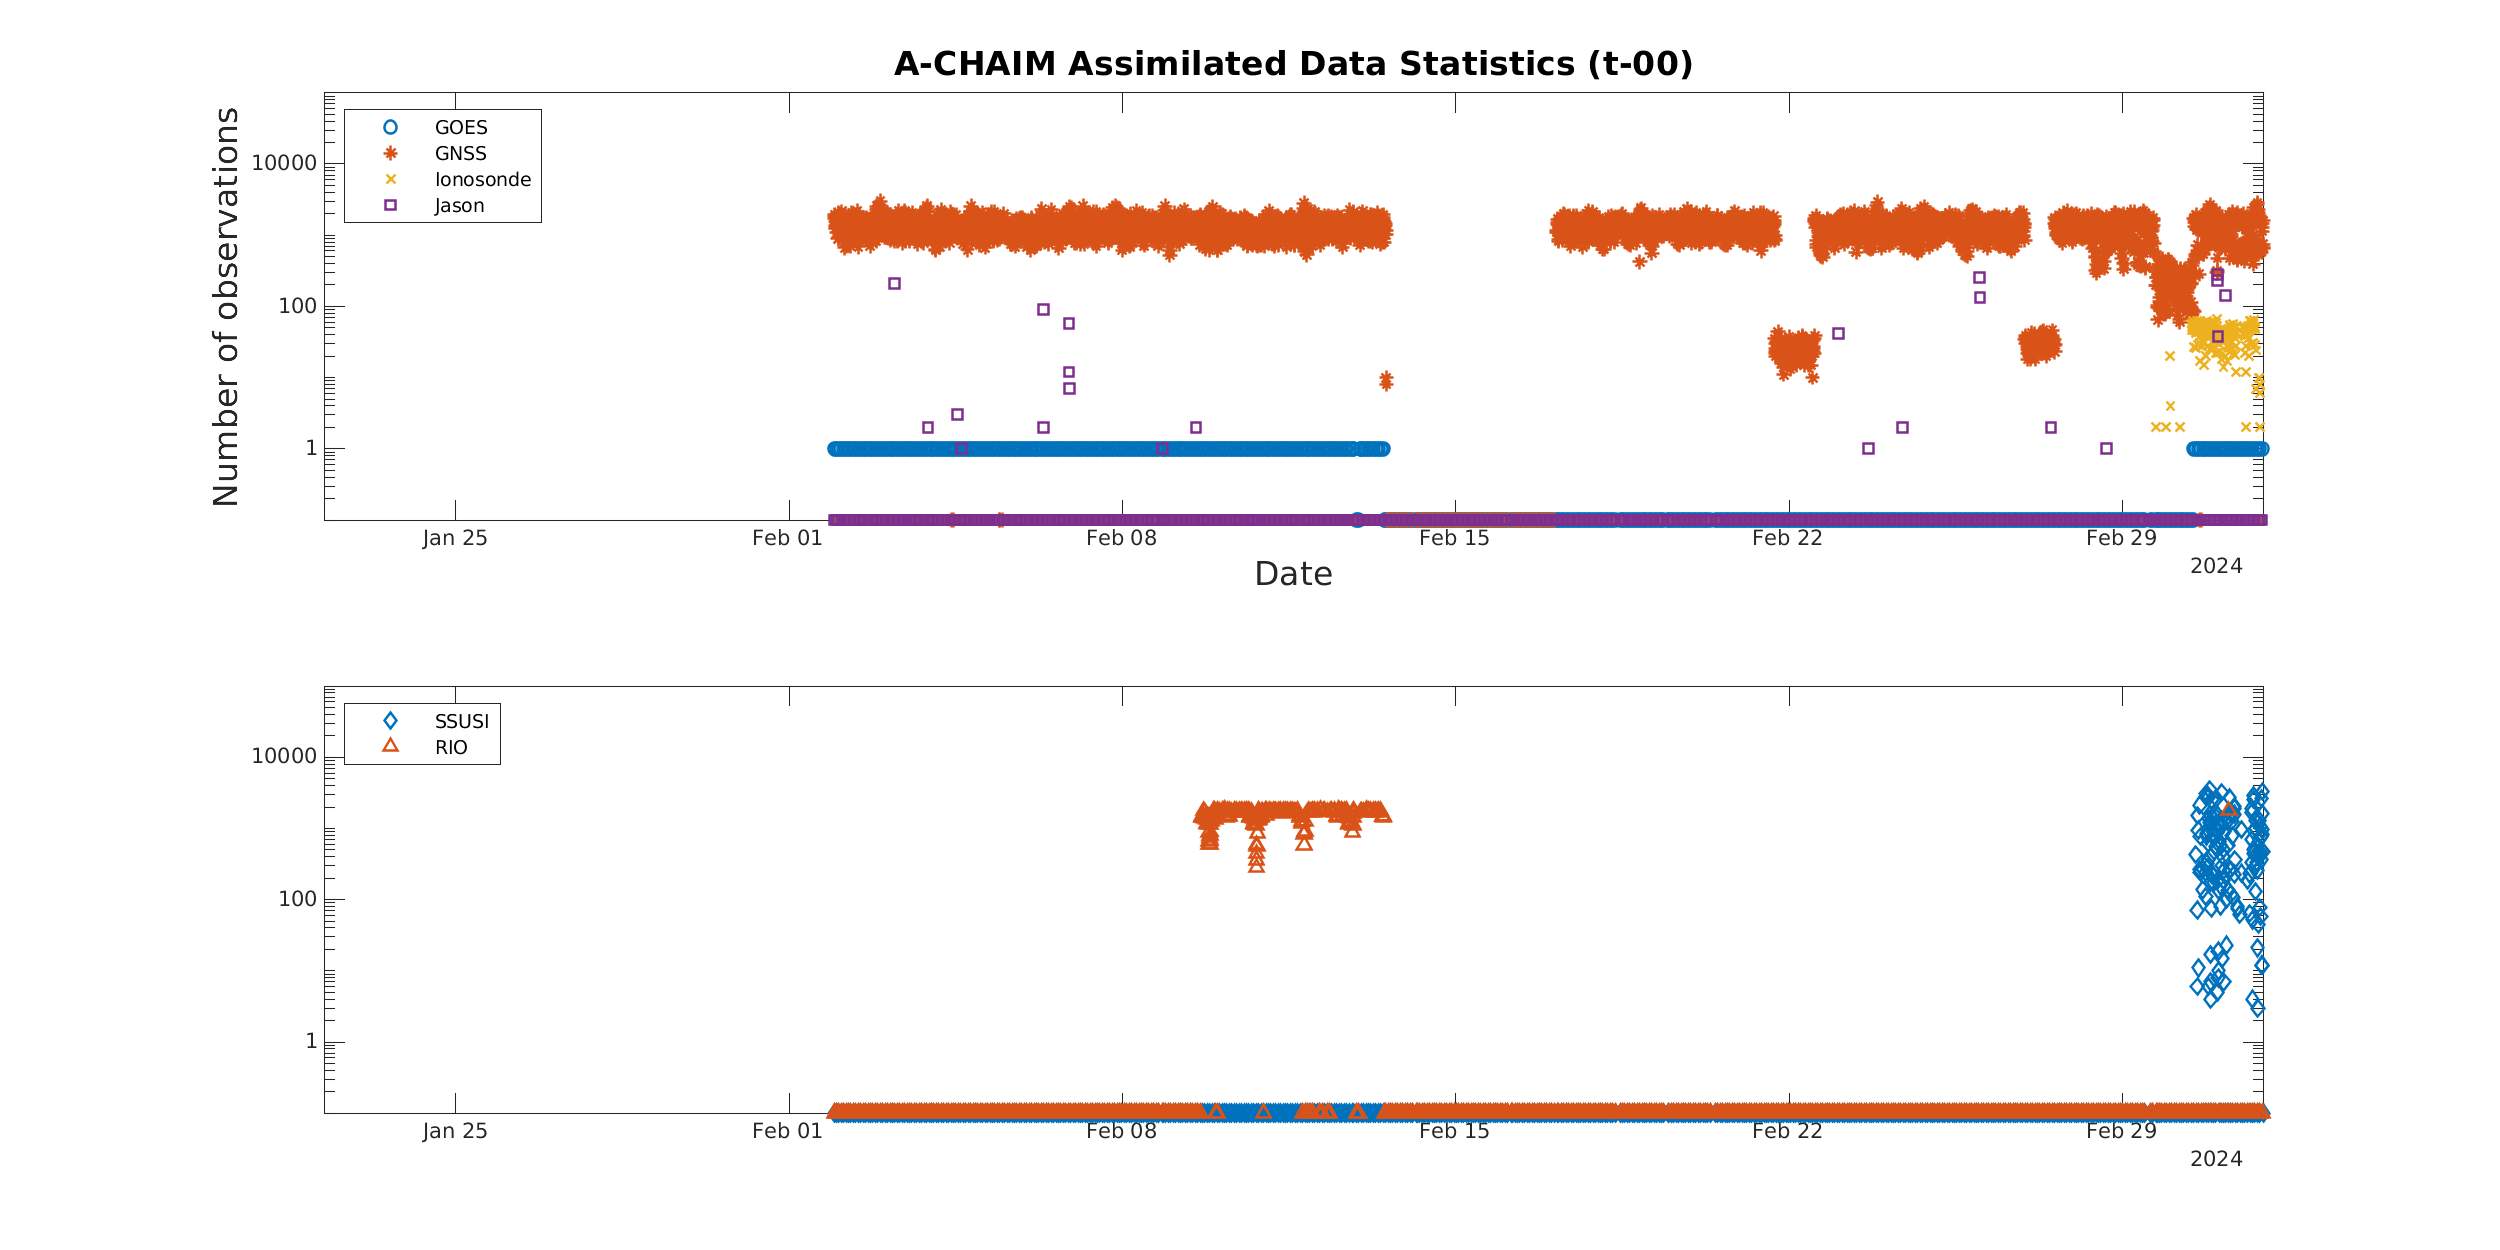 A-CHAIM Assimilated Data Statistics (t-00)
Number of observations
10000
100
1
GOES
GNSS
Ionosonde
Jason
Jan 25
Feb 01
Feb 08
Feb 15
Feb 22
Feb 29
2024
Date
10000
100
1
SSUSI
RIO
Jan 25
Feb 01
Feb 08
Feb 15
Feb 22
Feb 29
2024